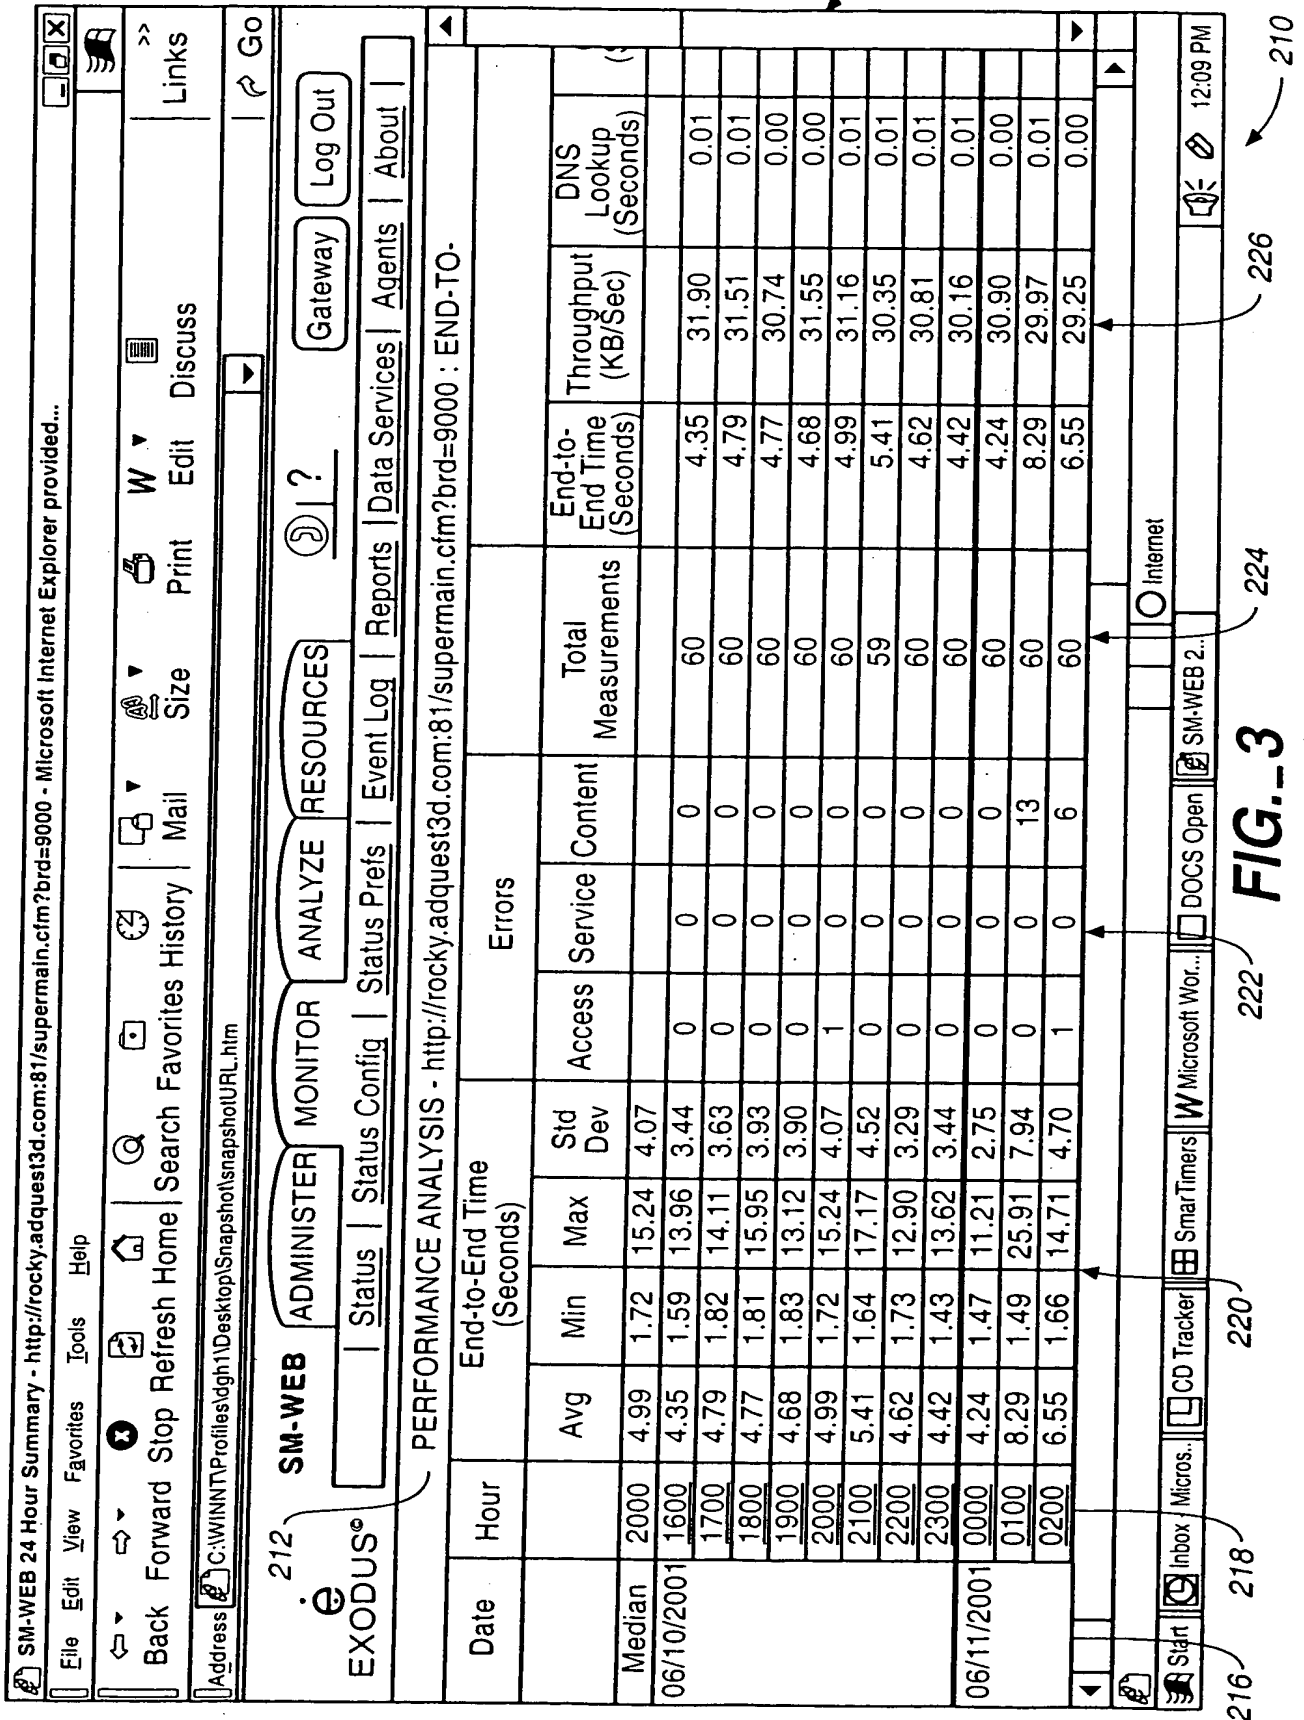 SM-WEB 24 Hour Summary - http://rocky.adquest3d.com:81/supermain.cfm?brd=9000 - Microsoft Internet Explorer provided...
File Edit View Favorites Tools Help
Back Forward Stop Refresh Home Search Favorites History Mail Size Print Edit Discuss Links >>
Address C:\WINNT\Profiles\dgh1\Desktop\Snapshot\snapshotURL.htm Go
212
e EXODUS©
SM-WEB ADMINISTER MONITOR ANALYZE RESOURCES ? Gateway Log Out
| Status | Status Config | Status Prefs | Event Log | Reports | Data Services | Agents | About |
PERFORMANCE ANALYSIS - http://rocky.adquest3d.com:81/supermain.cfm?brd=9000 : END-TO-
Date Hour End-to-End Time (Seconds) Errors
Avg Min Max Std Dev Access Service Content Total Measurements End-to-End Time (Seconds) Throughput (KB/Sec) DNS Lookup (Seconds) (
Median 2000 4.99 1.72 15.24 4.07
06/10/2001 1600 4.35 1.59 13.96 3.44 0 0 0 60 4.35 31.90 0.01
1700 4.79 1.82 14.11 3.63 0 0 0 60 4.79 31.51 0.01
1800 4.77 1.81 15.95 3.93 0 0 0 60 4.77 30.74 0.00
1900 4.68 1.83 13.12 3.90 0 0 0 60 4.68 31.55 0.00
2000 4.99 1.72 15.24 4.07 1 0 0 60 4.99 31.16 0.01
2100 5.41 1.64 17.17 4.52 0 0 0 59 5.41 30.35 0.01
2200 4.62 1.73 12.90 3.29 0 0 0 60 4.62 30.81 0.01
2300 4.42 1.43 13.62 3.44 0 0 0 60 4.42 30.16 0.01
06/11/2001 0000 4.24 1.47 11.21 2.75 0 0 0 60 4.24 30.90 0.00
0100 8.29 1.49 25.91 7.94 0 0 13 60 8.29 29.97 0.01
0200 6.55 1.66 14.71 4.70 1 0 6 60 6.55 29.25 0.00
Internet
Start Inbox - Micros.. CD Tracker SmarTimers W Microsoft Wor... DOCS Open SM-WEB 2.. 12:09 PM
216 218 220 222 224 226 210
FIG._3